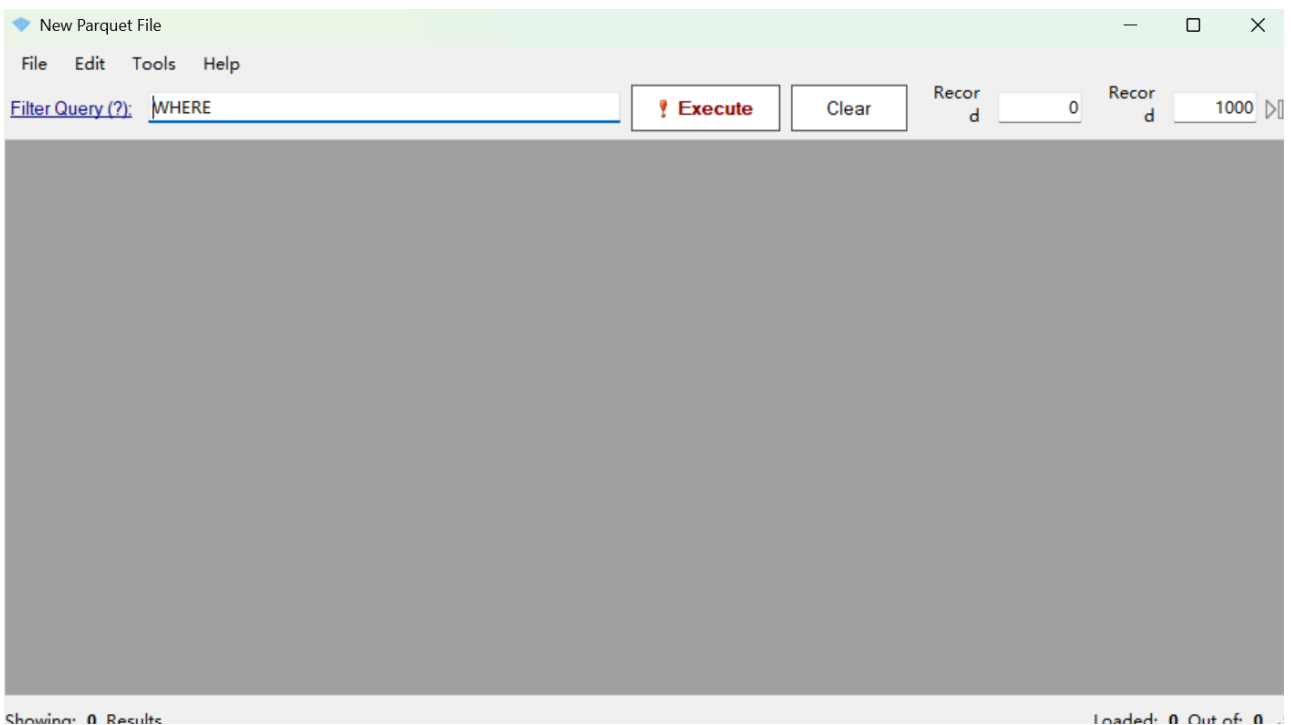 New Parquet File
File Edit Tools Help
Filter Query (?): WHERE Execute Clear Recor
d 0 Recor
d 1000
Showing: 0 Results Loaded: 0 Out of: 0